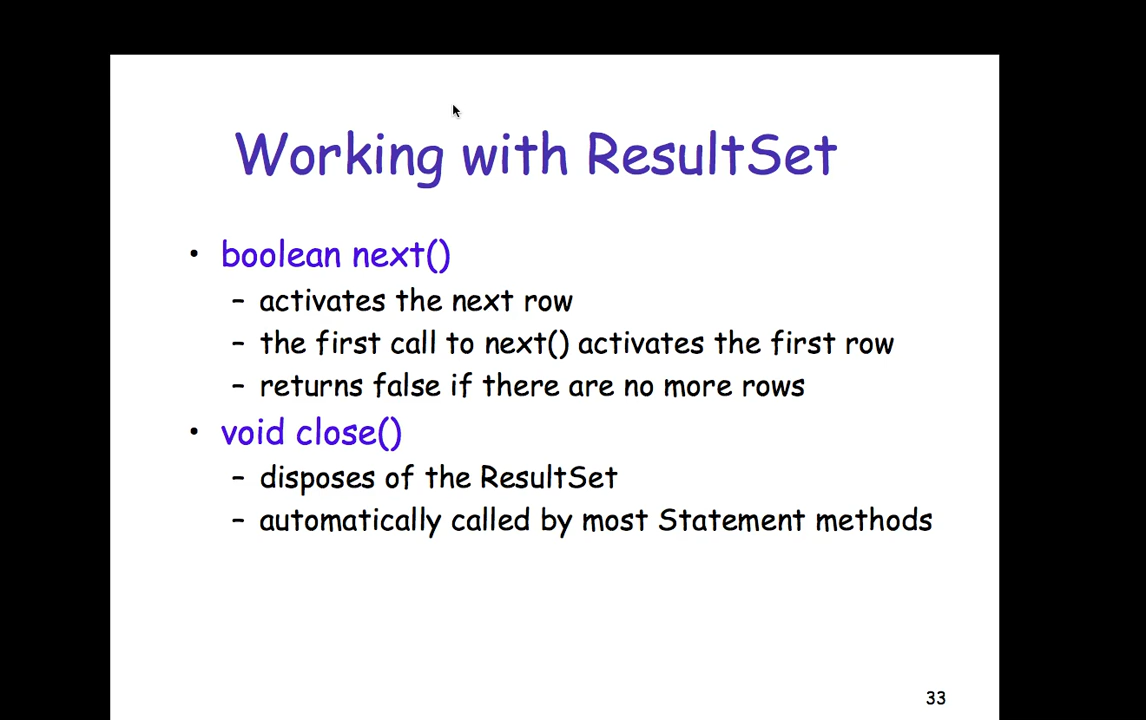 Working with ResultSet
• boolean next()
– activates the next row
– the first call to next() activates the first row
– returns false if there are no more rows
• void close()
– disposes of the ResultSet
– automatically called by most Statement methods
33